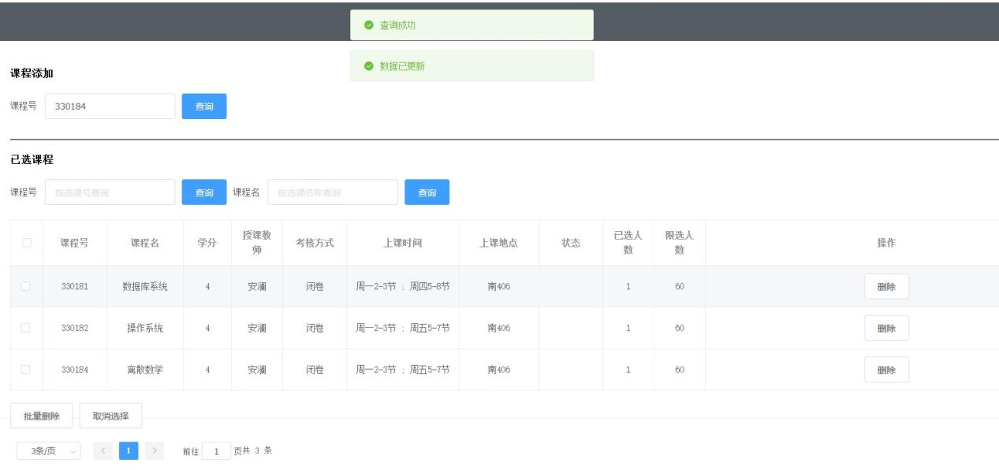 查询成功
数据已更新
课程添加
课程号 330184 查询
已选课程
课程号 按选课号查询 查询 课程名 按选课名称查询 查询
课程号 课程名 学分 授课教师 考核方式 上课时间 上课地点 状态 已选人数 限选人数 操作
330181 数据库系统 4 安澜 闭卷 周一2-3节 ; 周四5-8节 南406 1 60 删除
330182 操作系统 4 安澜 闭卷 周一2-3节 ; 周五5-7节 南406 1 60 删除
330184 离散数学 4 安澜 闭卷 周一2-3节 ; 周五5-7节 南406 1 60 删除
批量删除 取消选择
3条/页 < 1 > 前往 1 页共 3 条